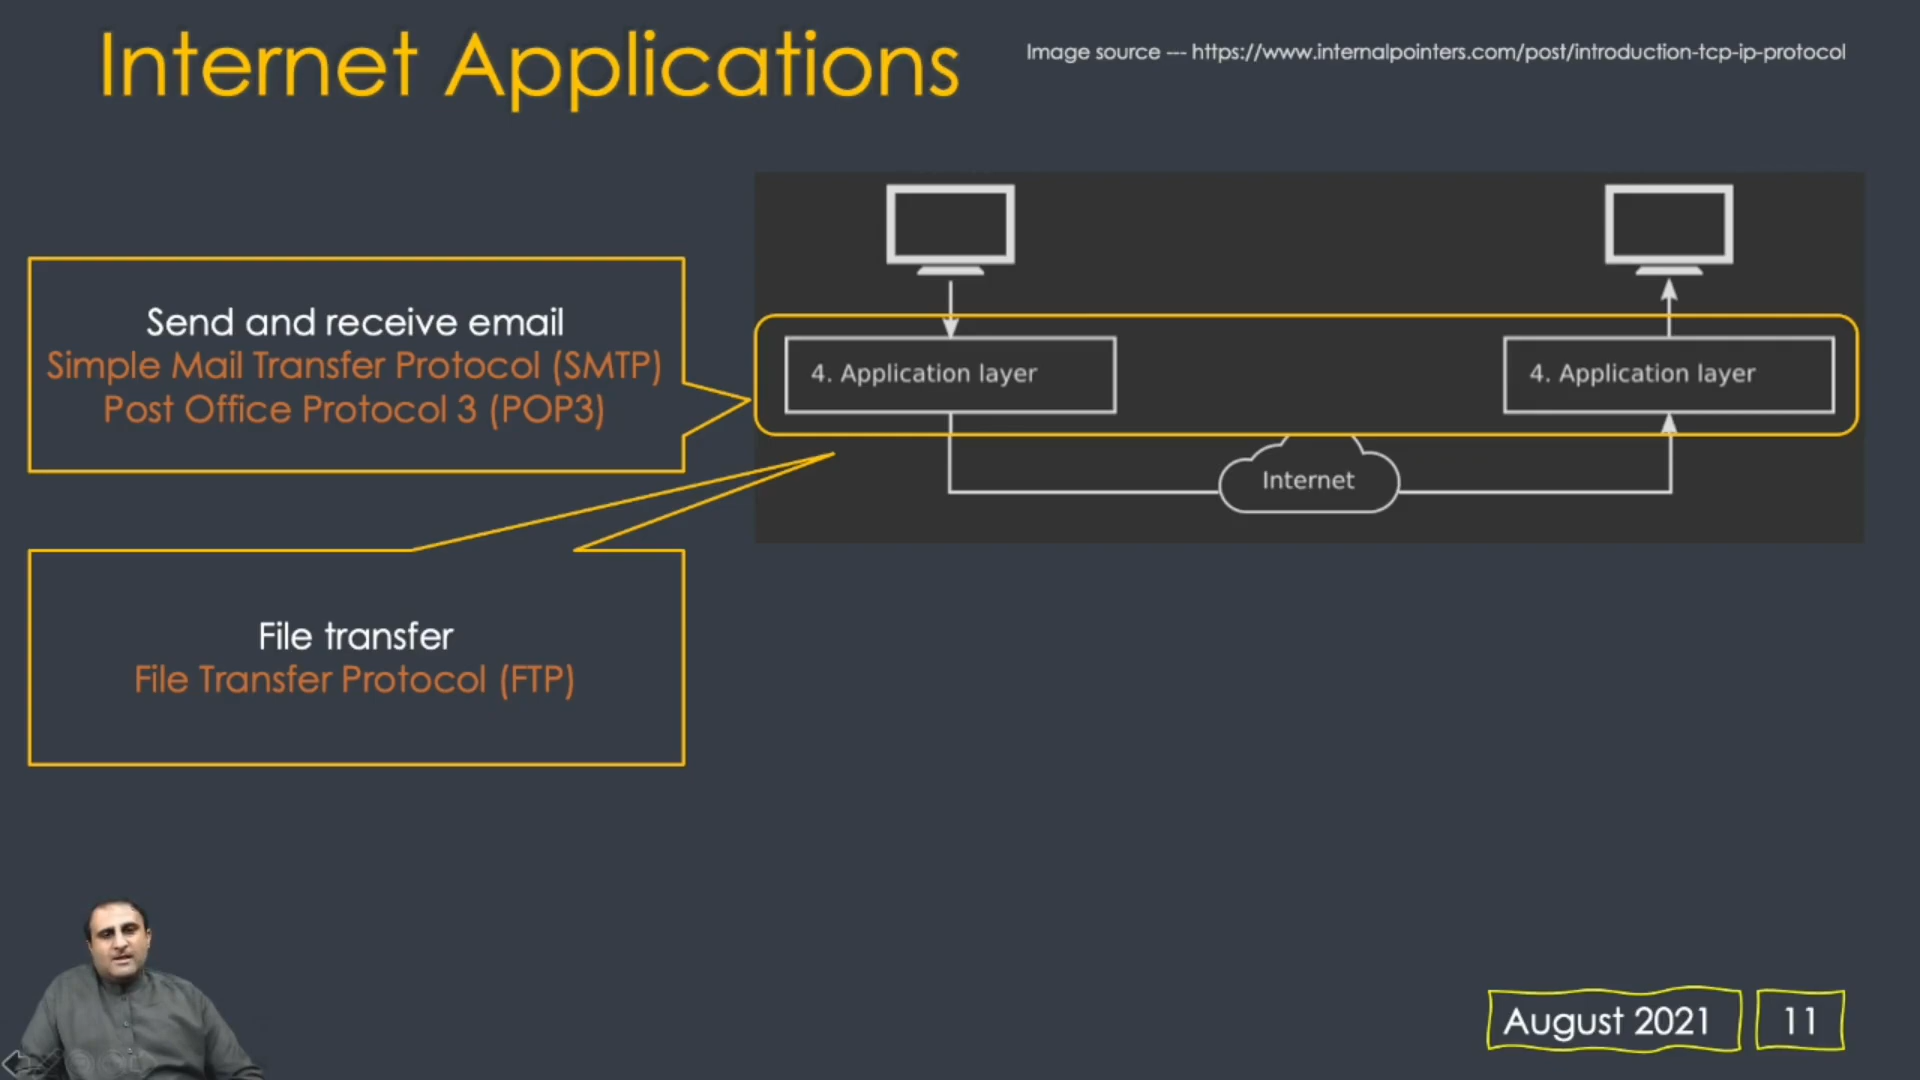 Internet Applications
Image source --- https://www.internalpointers.com/post/introduction-tcp-ip-protocol
Send and receive email
Simple Mail Transfer Protocol (SMTP)
Post Office Protocol 3 (POP3)
4. Application layer
4. Application layer
Internet
File transfer
File Transfer Protocol (FTP)
August 2021
11